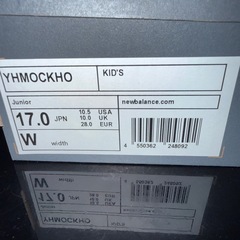 YHMOCKHO KID'S
Junior newbalance.com
17.0 JPN 10.5 USA
10.0 UK
28.0 EUR
W width
4 550362 248092